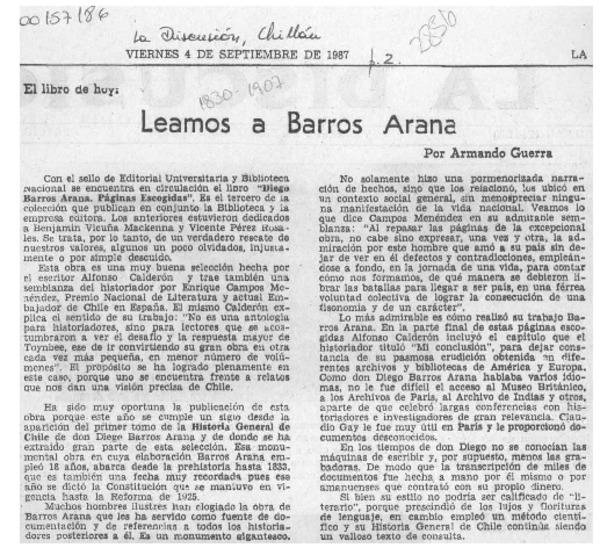 00157186
La Discusión, Chillán
VIERNES 4 DE SEPTIEMBRE DE 1987
p. 2.
LA
El libro de hoy:
1830-1907
Leamos a Barros Arana
Por Armando Guerra
Con el sello de Editorial Universitaria y Biblioteca
Nacional se encuentra en circulación el libro "Diego
Barros Arana. Páginas Escogidas". Es el tercero de la
colección que publican en conjunto la Biblioteca y la
empresa editora. Los anteriores estuvieron dedicados
a Benjamín Vicuña Mackenna y Vicente Pérez Rosa-
les. Se trata, por lo tanto, de un verdadero rescate de
nuestros valores, algunos un poco olvidados, injusta-
mente o por simple descuido.
Esta obra es una muy buena selección hecha por
el escritor Alfonso Calderón y trae también una
semblanza del historiador por Enrique Campos Me-
néndez, Premio Nacional de Literatura y actual Em-
bajador de Chile en España. El mismo Calderón ex-
plica el sentido de su trabajo: "No es una antología
para historiadores, sino para lectores que se acos-
tumbraron a ver el desafío y la respuesta mayor de
Toynbee, ese de ir convirtiendo su gran obra en otra
cada vez más pequeña, en menor número de volú-
menes". El propósito se ha logrado plenamente en
este caso, porque uno se encuentra frente a relatos
que nos dan una visión precisa de Chile.
Ha sido muy oportuna la publicación de esta
obra porque este año se cumple un siglo desde la
aparición del primer tomo de la Historia General de
Chile de don Diego Barros Arana y de donde se ha
extraído gran parte de esta selección. Esa monu-
mental obra en cuya elaboración Barros Arana em-
pleó 18 años, abarca desde la prehistoria hasta 1833,
que es también una fecha muy recordada pues ese
año se dictó la Constitución que se mantuvo en vi-
gencia hasta la Reforma de 1925.
Muchos hombres ilustres han elogiado la obra de
Barros Arana que les ha servido como fuente de do-
cumentación y de referencias a todos los historia-
dores posteriores a él. Es un monumento gigantesco.
No solamente hizo una pormenorizada narra-
ción de hechos, sino que los relacionó, los ubicó en
un contexto social general, sin menospreciar ningu-
na manifestación de la vida nacional. Veamos lo
que dice Campos Menéndez en su admirable sem-
blanza: "Al repasar las páginas de la excepcional
obra, no cabe sino expresar, una vez y otra, la ad-
miración por este hombre que amó a su país sin de-
jar de ver en él defectos y contradicciones, empleán-
dose a fondo, en la jornada de una vida, para contar
cómo nos formamos, de qué manera se debieron li-
brar las batallas para llegar a ser país, en una férrea
voluntad colectiva de lograr la consecución de una
fisonomía y de un carácter".
Lo más admirable es cómo realizó su trabajo Ba-
rros Arana. En la parte final de estas páginas esco-
gidas Alfonso Calderón incluyó el capítulo que el
historiador tituló "Mi conclusión", para dejar cons-
tancia de su pasmosa erudición obtenida en dife-
rentes archivos y bibliotecas de América y Europa.
Como don Diego Barros Arana hablaba varios idio-
mas, no le fue difícil el acceso al Museo Británico,
a los Archivos de París, al Archivo de Indias y otros,
aparte de que celebró largas conferencias con his-
toriadores e investigadores de gran relevancia. Clau-
dio Gay le fue muy útil en París y le proporcionó do-
cumentos desconocidos.
En los tiempos de don Diego no se conocían las
máquinas de escribir y, por supuesto, menos las gra-
badoras. De modo que la transcripción de miles de
documentos fue hecha a mano por él mismo o por
amanuenses que contrató con su propio dinero.
Si bien su estilo no podría ser calificado de "li-
terario", porque prescindió de los lujos y florituras
de lenguaje, en cambio empleó un método cientí-
fico y su Historia General de Chile continúa siendo
un valioso texto de consulta.